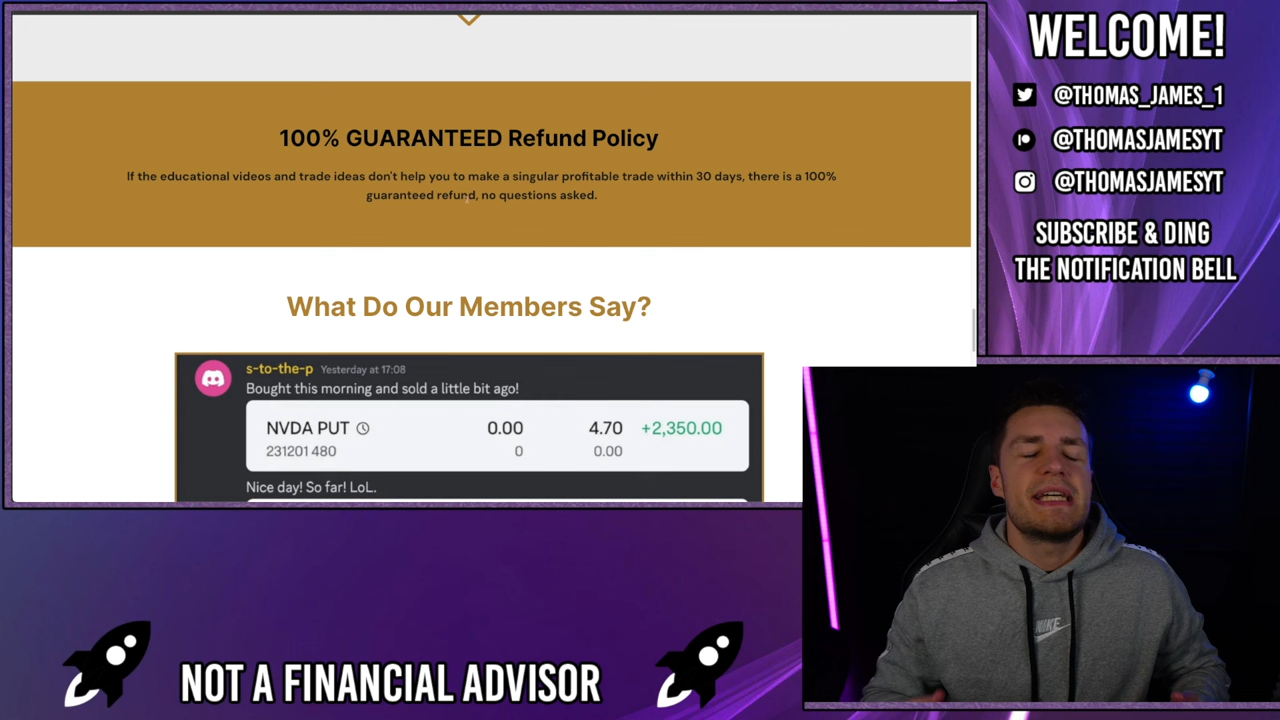 100% GUARANTEED Refund Policy
If the educational videos and trade ideas don't help you to make a singular profitable trade within 30 days, there is a 100%
guaranteed refund, no questions asked.
What Do Our Members Say?
s-to-the-p Yesterday at 17:08
Bought this morning and sold a little bit ago!
NVDA PUT 0.00 4.70 +2,350.00
231201 480 0 0.00
Nice day! So far! LoL.
WELCOME!
@THOMAS_JAMES_1
@THOMASJAMESYT
@THOMASJAMESYT
SUBSCRIBE & DING
THE NOTIFICATION BELL
NIKE
NOT A FINANCIAL ADVISOR